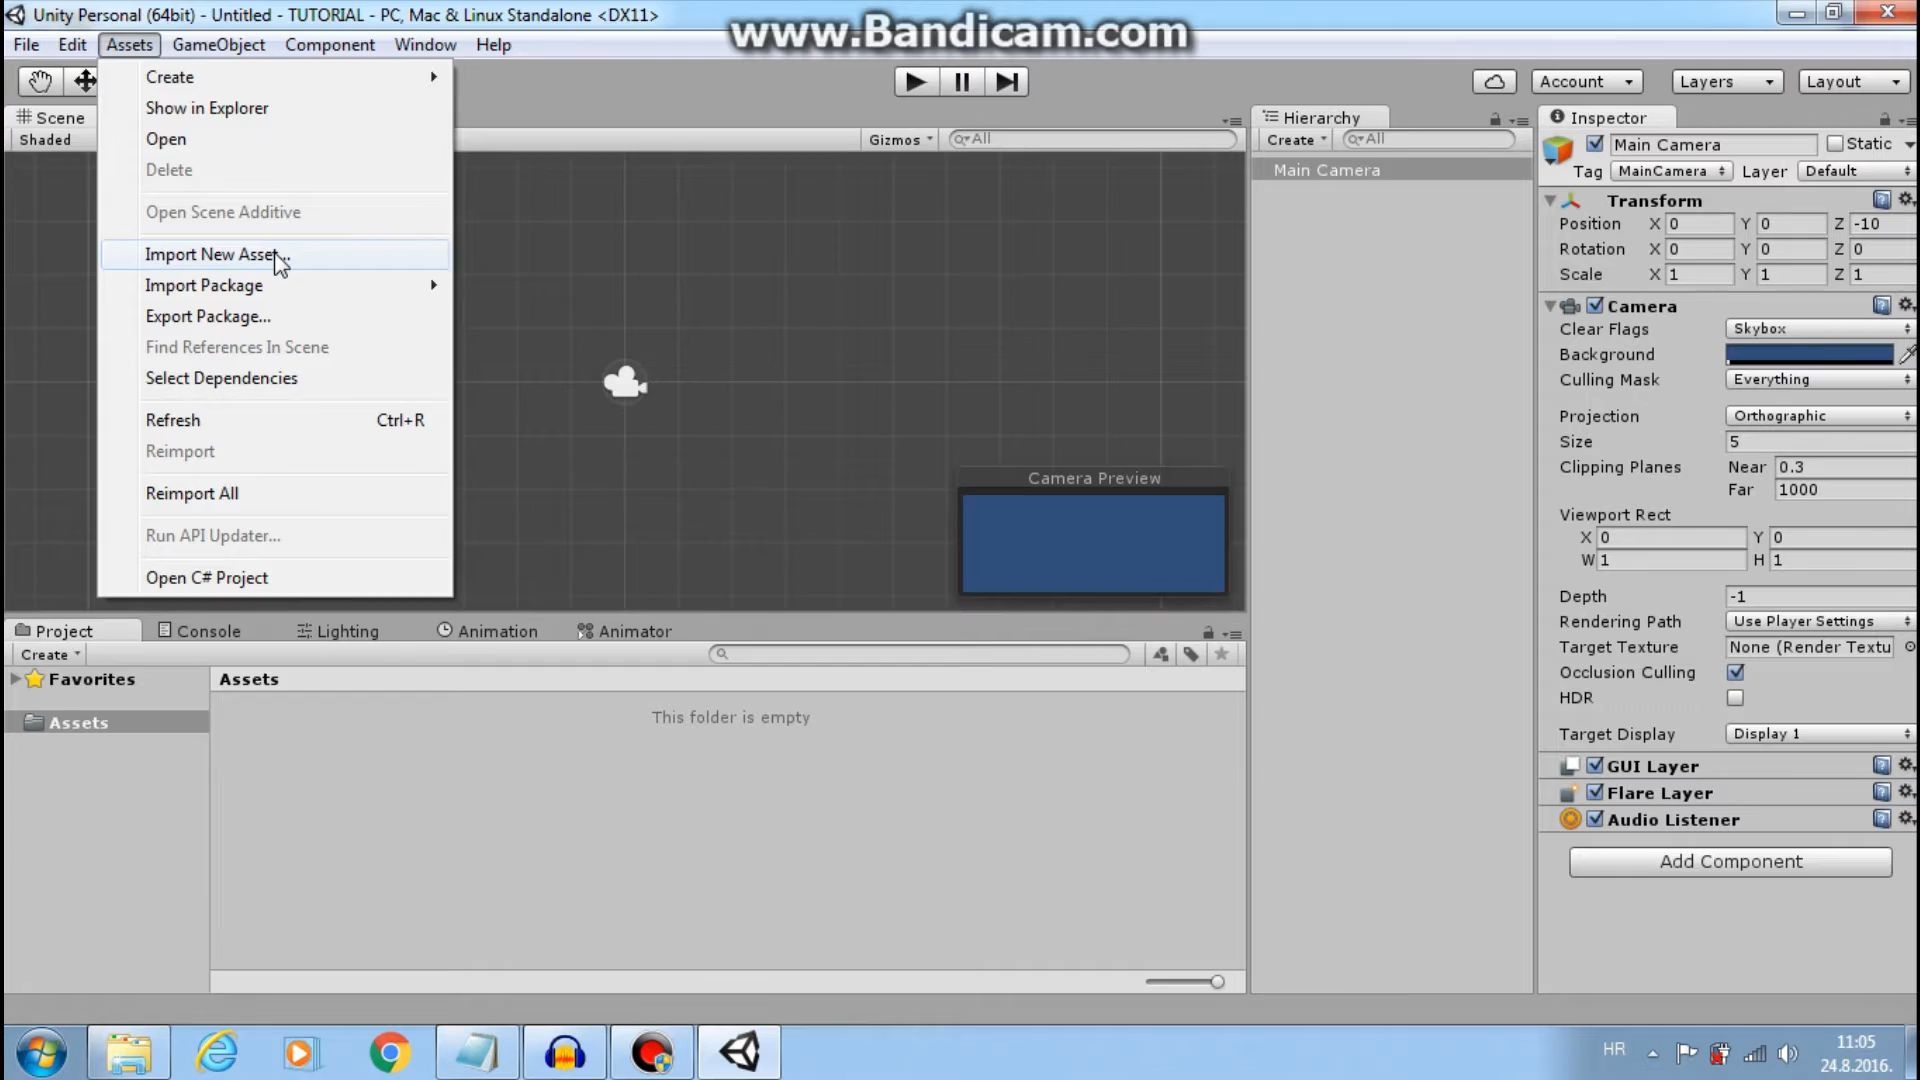 Unity Personal (64bit) - Untitled - TUTORIAL - PC, Mac & Linux Standalone <DX11>
www.Bandicam.com
File Edit Assets GameObject Component Window Help
Create
Show in Explorer
Open
Delete
Open Scene Additive
Import New Asset...
Import Package
Export Package...
Find References In Scene
Select Dependencies
Refresh Ctrl+R
Reimport
Reimport All
Run API Updater...
Open C# Project
Account Layers Layout
Scene
Shaded
Gizmos All
Camera Preview
Hierarchy
Create All
Main Camera
Inspector
Main Camera Static
Tag MainCamera Layer Default
Transform
Position X 0 Y 0 Z -10
Rotation X 0 Y 0 Z 0
Scale X 1 Y 1 Z 1
Camera
Clear Flags Skybox
Background
Culling Mask Everything
Projection Orthographic
Size 5
Clipping Planes Near 0.3
Far 1000
Viewport Rect
X 0 Y 0
W 1 H 1
Depth -1
Rendering Path Use Player Settings
Target Texture None (Render Textu
Occlusion Culling
HDR
Target Display Display 1
GUI Layer
Flare Layer
Audio Listener
Add Component
Project Console Lighting Animation Animator
Create
Favorites
Assets
Assets
This folder is empty
HR
11:05
24.8.2016.